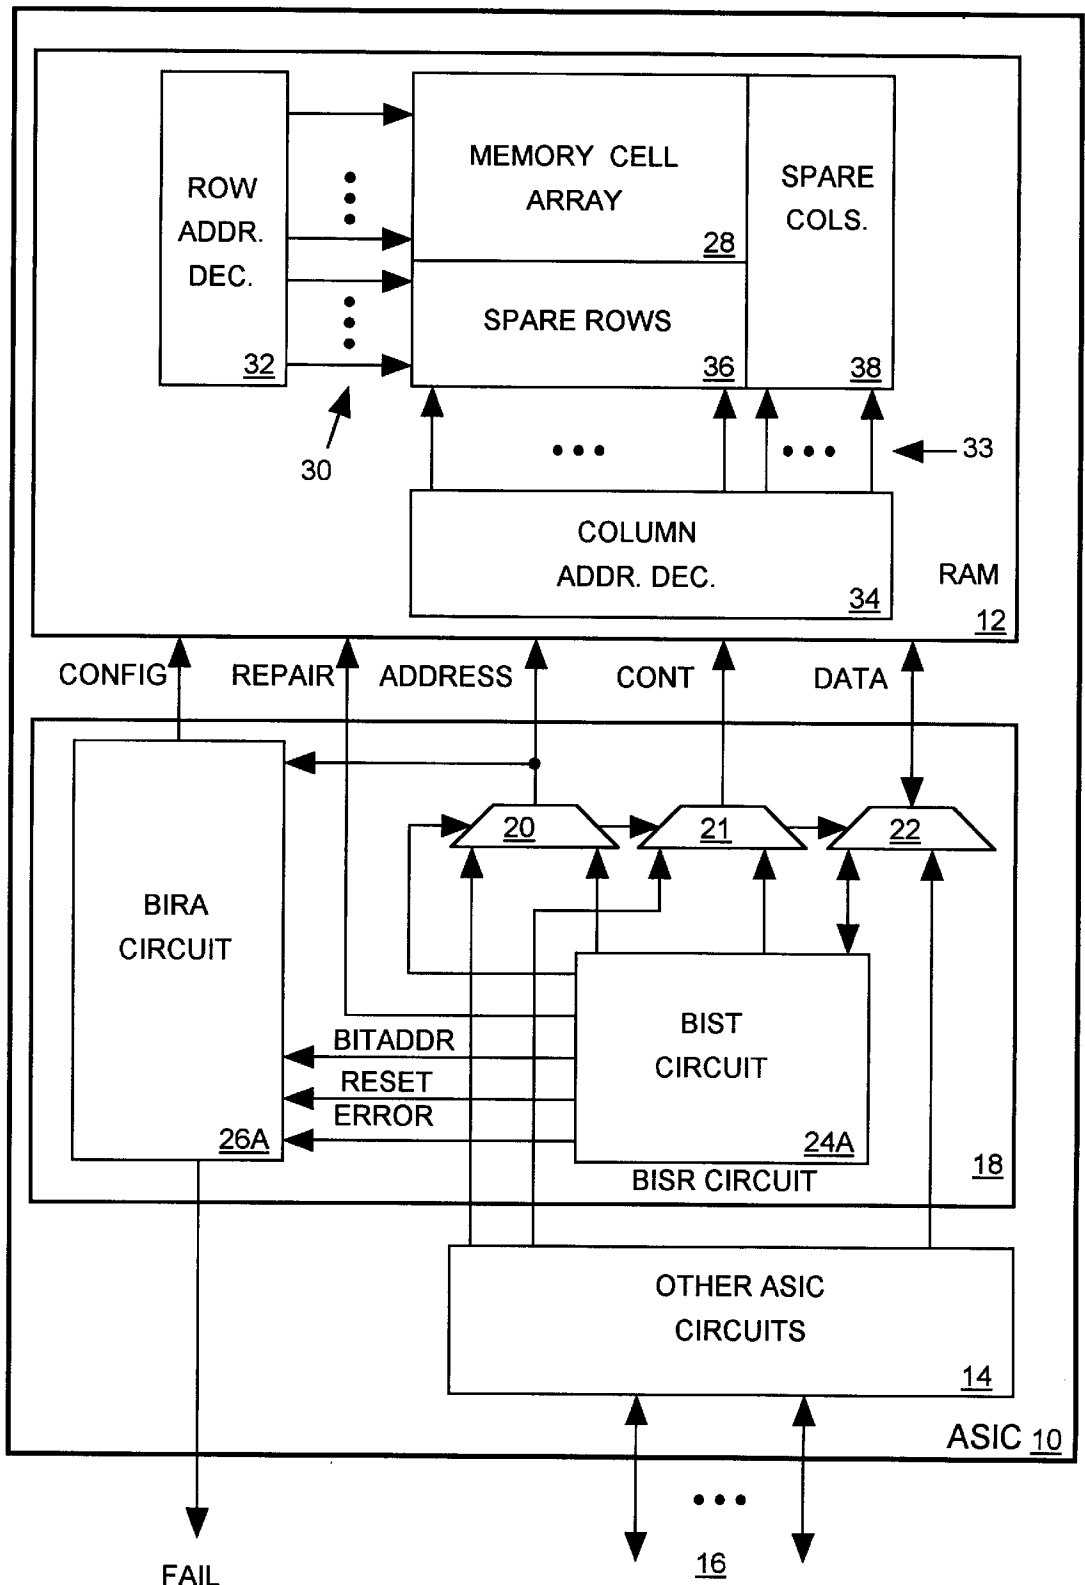 ROW
ADDR.
DEC.
32
MEMORY CELL
ARRAY
28
SPARE
COLS.
38
SPARE ROWS
36
30
33
COLUMN
ADDR. DEC.
34
RAM
12
CONFIG
REPAIR
ADDRESS
CONT
DATA
20
21
22
BIRA
CIRCUIT
26A
BIST
CIRCUIT
24A
BITADDR
RESET
ERROR
BISR CIRCUIT
18
OTHER ASIC
CIRCUITS
14
ASIC 10
FAIL
16